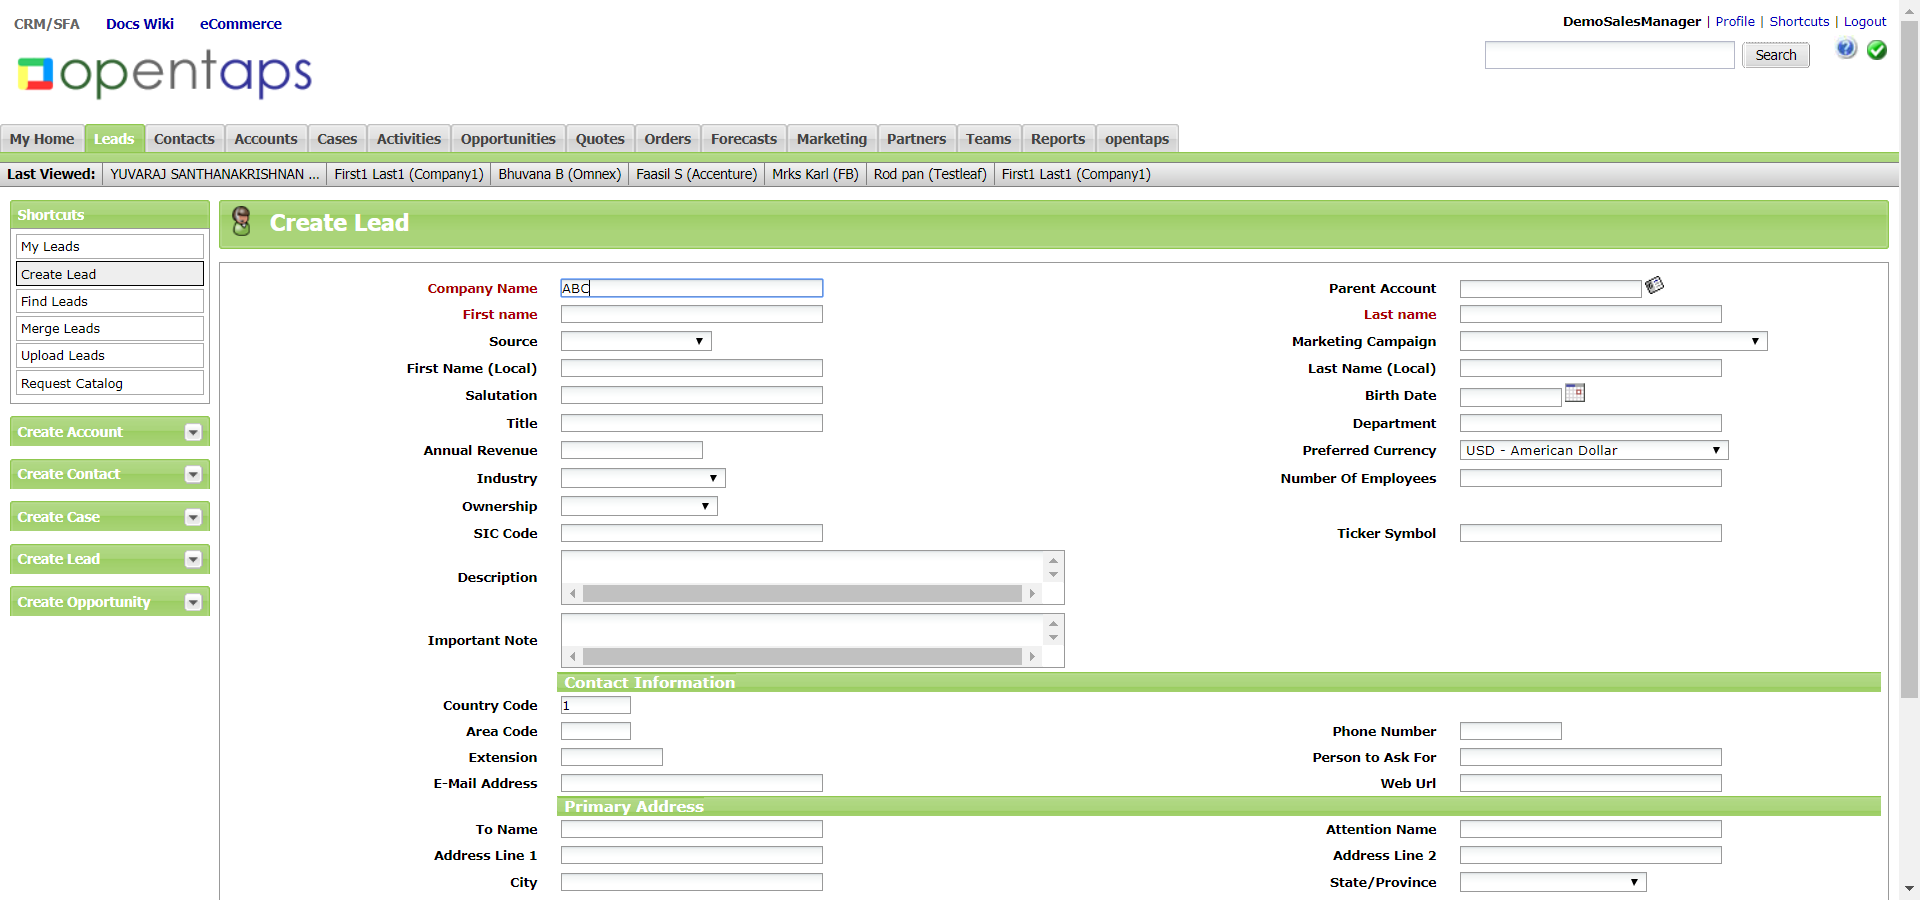 CRM/SFA Docs Wiki eCommerce
DemoSalesManager | Profile | Shortcuts | Logout
opentaps
Search
My Home Leads Contacts Accounts Cases Activities Opportunities Quotes Orders Forecasts Marketing Partners Teams Reports opentaps
Last Viewed: YUVARAJ SANTHANAKRISHNAN ... First1 Last1 (Company1) Bhuvana B (Omnex) Faasil S (Accenture) Mrks Karl (FB) Rod pan (Testleaf) First1 Last1 (Company1)
Shortcuts
My Leads
Create Lead
Find Leads
Merge Leads
Upload Leads
Request Catalog
Create Account
Create Contact
Create Case
Create Lead
Create Opportunity
Create Lead
Company Name ABC Parent Account
First name Last name
Source Marketing Campaign
First Name (Local) Last Name (Local)
Salutation Birth Date
Title Department
Annual Revenue Preferred Currency USD - American Dollar
Industry Number Of Employees
Ownership
SIC Code Ticker Symbol
Description
Important Note
Contact Information
Country Code 1
Area Code Phone Number
Extension Person to Ask For
E-Mail Address Web Url
Primary Address
To Name Attention Name
Address Line 1 Address Line 2
City State/Province